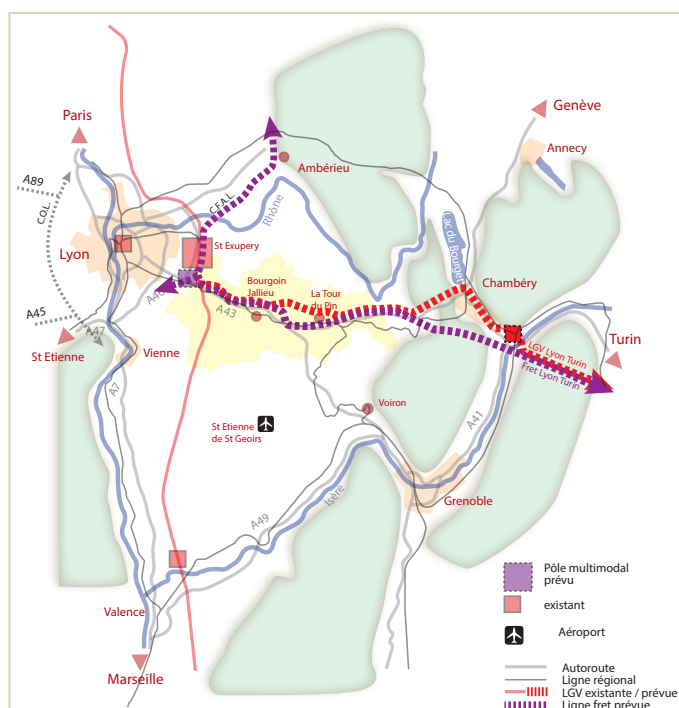 Paris
Genève
Annecy
Ambérieu
A89
C.O.L.
C.F.A.L.
Rhône
Lac du Bourget
Lyon
St Exupery
Bourgoin
Jallieu
La Tour
du Pin
Chambéry
A46
A43
A45
A47
St Etienne
Vienne
LGV Lyon Turin
Fret Lyon Turin
Turin
A7
Voiron
A41
St Etienne
de St Geoirs
Isère
Grenoble
A49
Valence
Marseille
Pôle multimodal
prévu
existant
Aéroport
Autoroute
Ligne régional
LGV existante / prévue
Ligne fret prévue